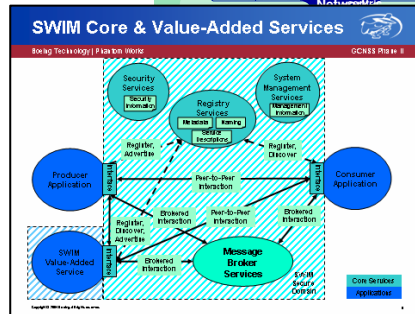 SWIM Core & Value-Added Services
Boeing Technology | Phantom Works
GCNSS Phase II
Security
Services
Security
Information
System
Management
Services
Management
Information
Registry
Services
Metadata
Naming
Service
Descriptions
Register,
Advertise
Register,
Discover
Producer
Application
Interface
Peer-to-Peer
Interaction
Interface
Consumer
Application
Brokered
Interaction
Peer-to-Peer
Interaction
Brokered
Interaction
Register,
Discover,
Advertise
SWIM
Value-Added
Service
Interface
Brokered
Interaction
Message
Broker
Services
SWIM
Secure
Domain
Core Services
Applications